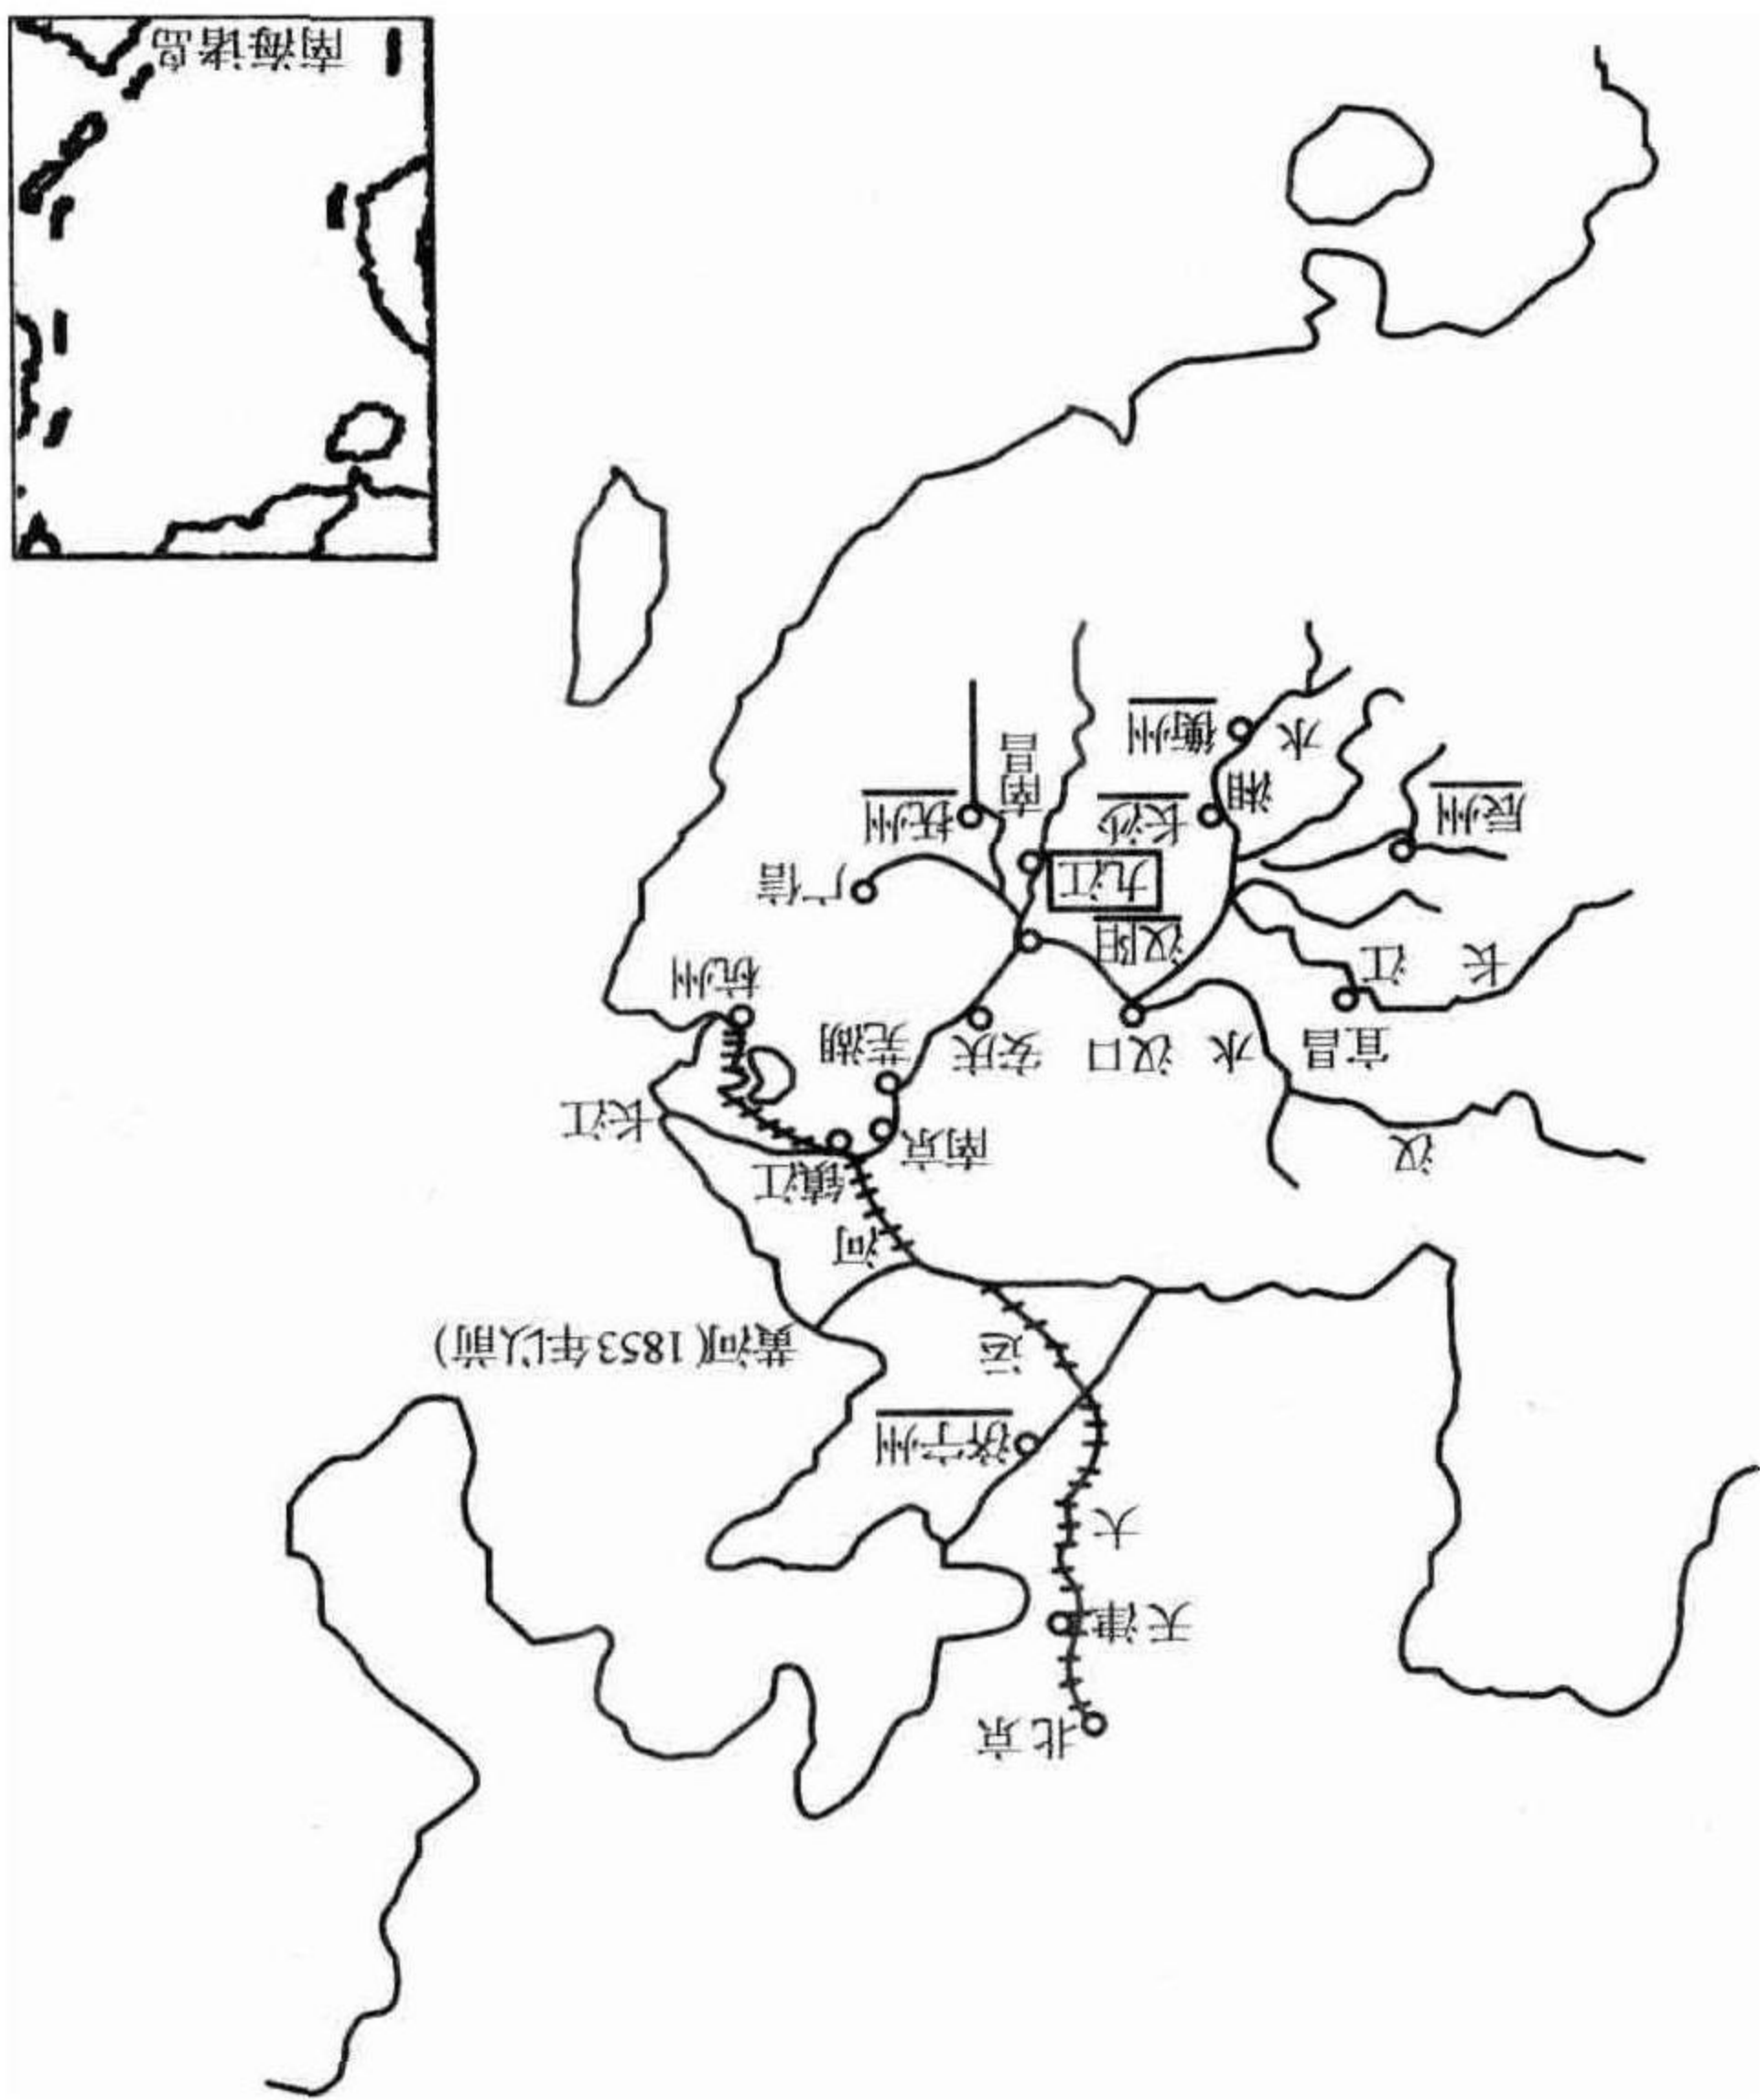 北京
天津
大
济宁州
运
黄河(1853年以前)
河
镇江
南京
长江
汉
宜昌
水
汉口
安庆
芜湖
杭州
长
江
汉阳
九江
广信
辰州
湘
长沙
南昌
抚州
水
衡州
南海诸岛